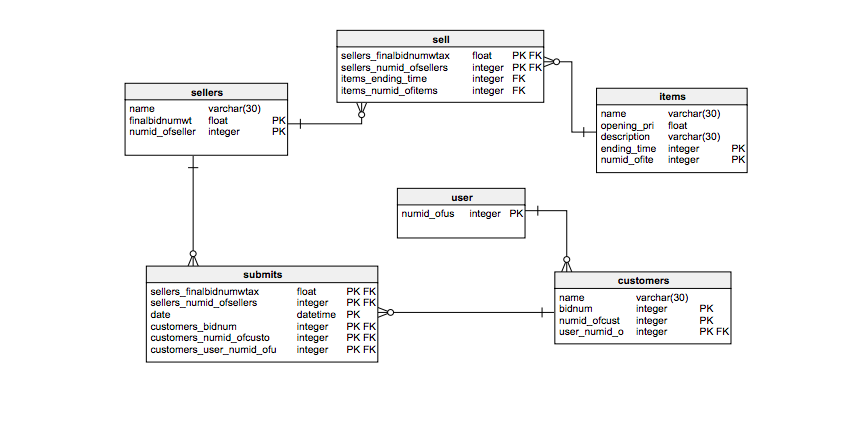 sell
sellers_finalbidnumwtax float PK FK
sellers_numid_ofsellers integer PK FK
items_ending_time integer FK
items_numid_ofitems integer FK
sellers
name varchar(30)
finalbidnumwt float PK
numid_ofseller integer PK
items
name varchar(30)
opening_pri float
description varchar(30)
ending_time integer PK
numid_ofite integer PK
user
numid_ofus integer PK
submits
sellers_finalbidnumwtax float PK FK
sellers_numid_ofsellers integer PK FK
date datetime PK
customers_bidnum integer PK FK
customers_numid_ofcusto integer PK FK
customers_user_numid_ofu integer PK FK
customers
name varchar(30)
bidnum integer PK
numid_ofcust integer PK
user_numid_o integer PK FK